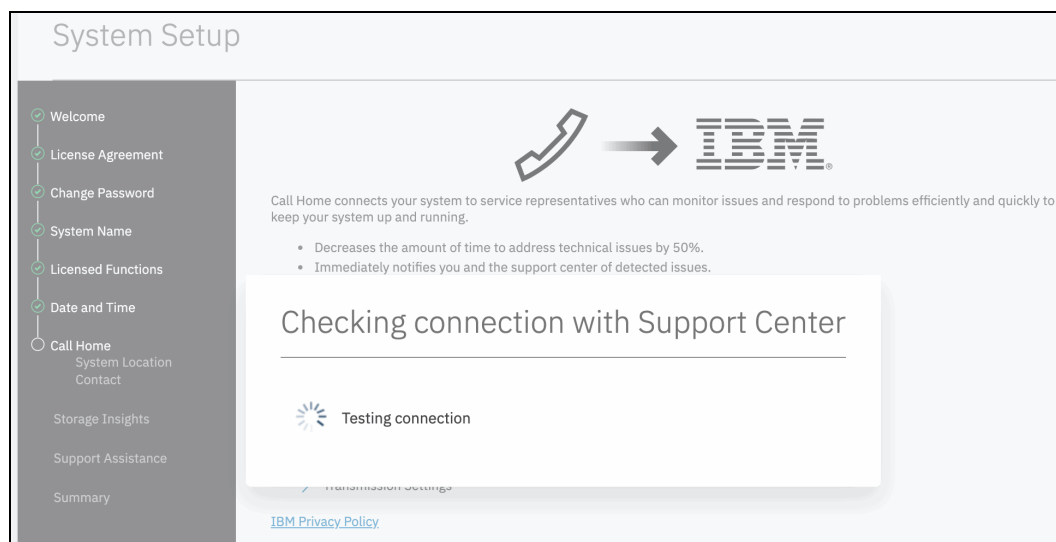 System Setup
Welcome
License Agreement
Change Password
System Name
Licensed Functions
Date and Time
Call Home
System Location
Contact
Storage Insights
Support Assistance
Summary
IBM®
Call Home connects your system to service representatives who can monitor issues and respond to problems efficiently and quickly to
keep your system up and running.
• Decreases the amount of time to address technical issues by 50%.
• Immediately notifies you and the support center of detected issues.
Checking connection with Support Center
Testing connection
Transmission Settings
IBM Privacy Policy